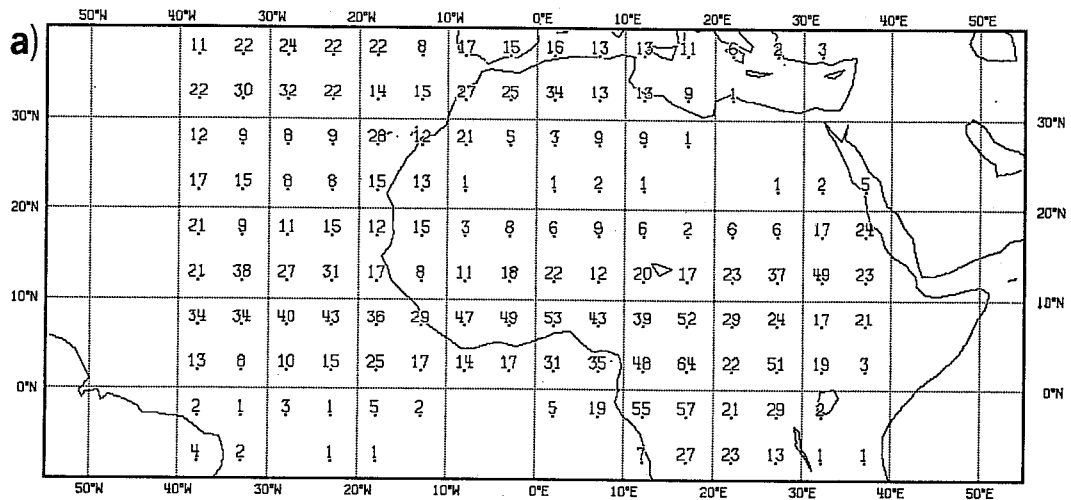 50°W 40°W 30°W 20°W 10°W 0°E 10°E 20°E 30°E 40°E 50°E
a) 11 22 24 22 22 8 17 15 16 13 13 11 6 2 3
22 30 32 22 14 15 27 25 34 13 13 9 1
30°N 30°N
12 9 8 9 28 12 21 5 3 9 9 1
17 15 8 8 15 13 1 1 2 1 1 2 5
20°N 20°N
21 9 11 15 12 15 3 8 6 9 6 2 6 6 17 24
21 38 27 31 17 8 11 18 22 12 20 17 23 37 49 23
10°N 10°N
34 34 40 43 36 29 47 49 53 43 39 52 29 24 17 21
13 8 10 15 25 17 14 17 31 35 48 64 22 51 19 3
0°N 0°N
2 1 3 1 5 2 5 19 55 57 21 29 2
4 2 1 1 7 27 23 13 1 1
50°W 40°W 30°W 20°W 10°W 0°E 10°E 20°E 30°E 40°E 50°E